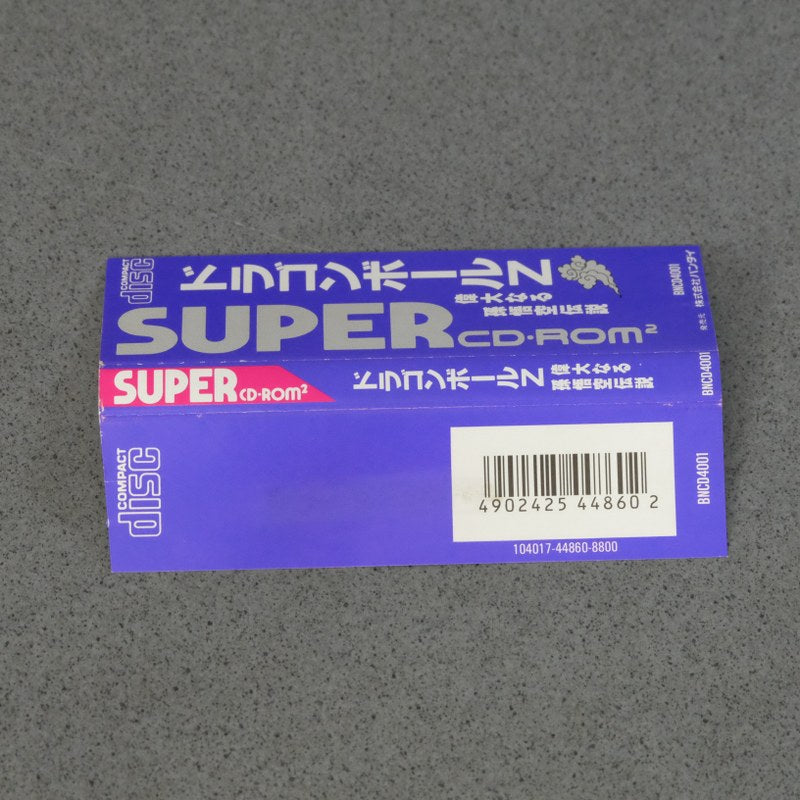 COMPACT
disc
ドラゴンボールZ
偉大なる
孫悟空伝説
SUPER CD-ROM²
BNCD4001
発売元 株式会社バンダイ
SUPER CD-ROM²
ドラゴンボールZ
偉大なる
孫悟空伝説
BNCD4001
COMPACT
disc
4902425 44860 2
104017-44860-8800
BNCD4001